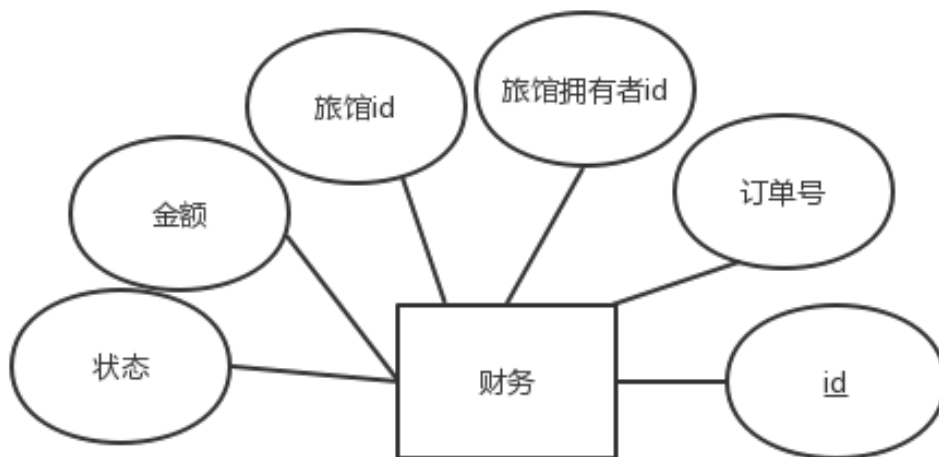 旅馆id
旅馆拥有者id
金额
订单号
状态
财务
id